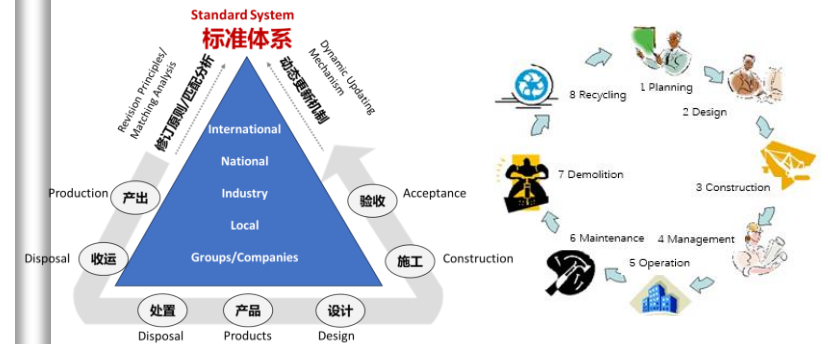 Standard System
标准体系
Revision Principles/
Matching Analysis
修订原则/匹配分析
动态更新机制
Dynamic Updating
Mechanism
International
National
Industry
Local
Groups/Companies
Production
产出
Disposal
收运
处置
Disposal
产品
Products
设计
Design
施工
Construction
验收
Acceptance
1 Planning
2 Design
3 Construction
4 Management
5 Operation
6 Maintenance
7 Demolition
8 Recycling